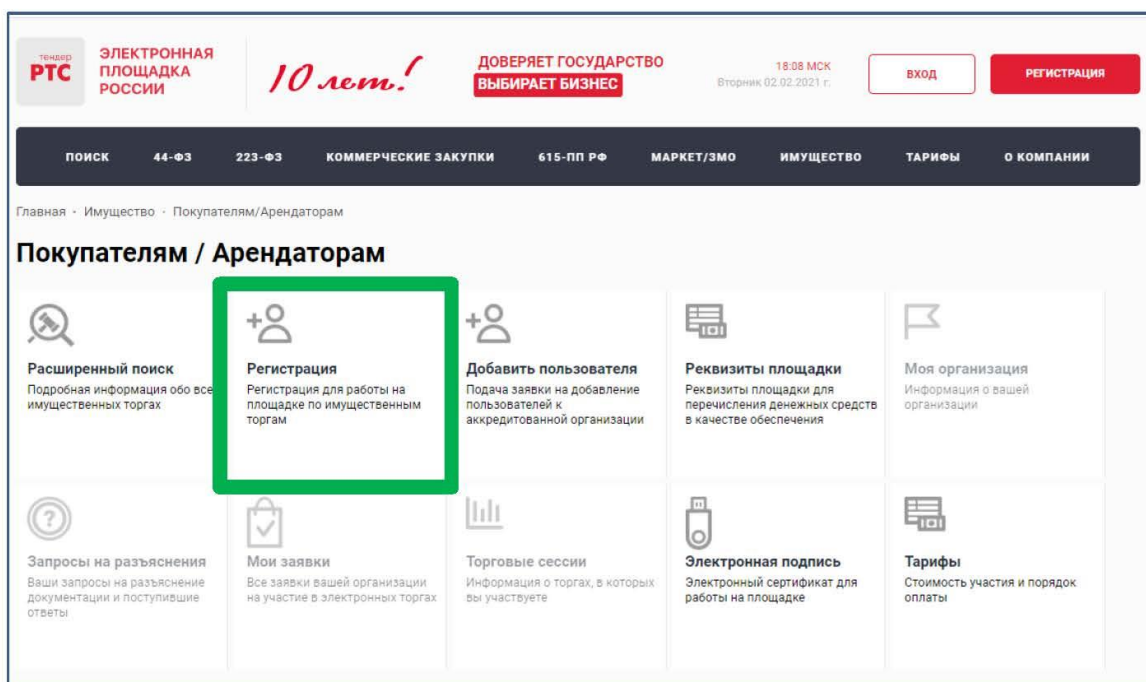 тендер
РТС
ЭЛЕКТРОННАЯ
ПЛОЩАДКА
РОССИИ
10 лет!
ДОВЕРЯЕТ ГОСУДАРСТВО
ВЫБИРАЕТ БИЗНЕС
18:08 МСК
Вторник 02.02.2021 г.
ВХОД
РЕГИСТРАЦИЯ
ПОИСК 44-ФЗ 223-ФЗ КОММЕРЧЕСКИЕ ЗАКУПКИ 615-ПП РФ МАРКЕТ/ЗМО ИМУЩЕСТВО ТАРИФЫ О КОМПАНИИ
Главная · Имущество · Покупателям/Арендаторам
Покупателям / Арендаторам
Расширенный поиск
Подробная информация обо все
имущественных торгах
Регистрация
Регистрация для работы на
площадке по имущественным
торгам
Добавить пользователя
Подача заявки на добавление
пользователей к
аккредитованной организации
Реквизиты площадки
Реквизиты площадки для
перечисления денежных средств
в качестве обеспечения
Моя организация
Информация о вашей
организации
Запросы на разъяснения
Ваши запросы на разъяснение
документации и поступившие
ответы
Мои заявки
Все заявки вашей организации
на участие в электронных торгах
Торговые сессии
Информация о торгах, в которых
вы участвуете
Электронная подпись
Электронный сертификат для
работы на площадке
Тарифы
Стоимость участия и порядок
оплаты